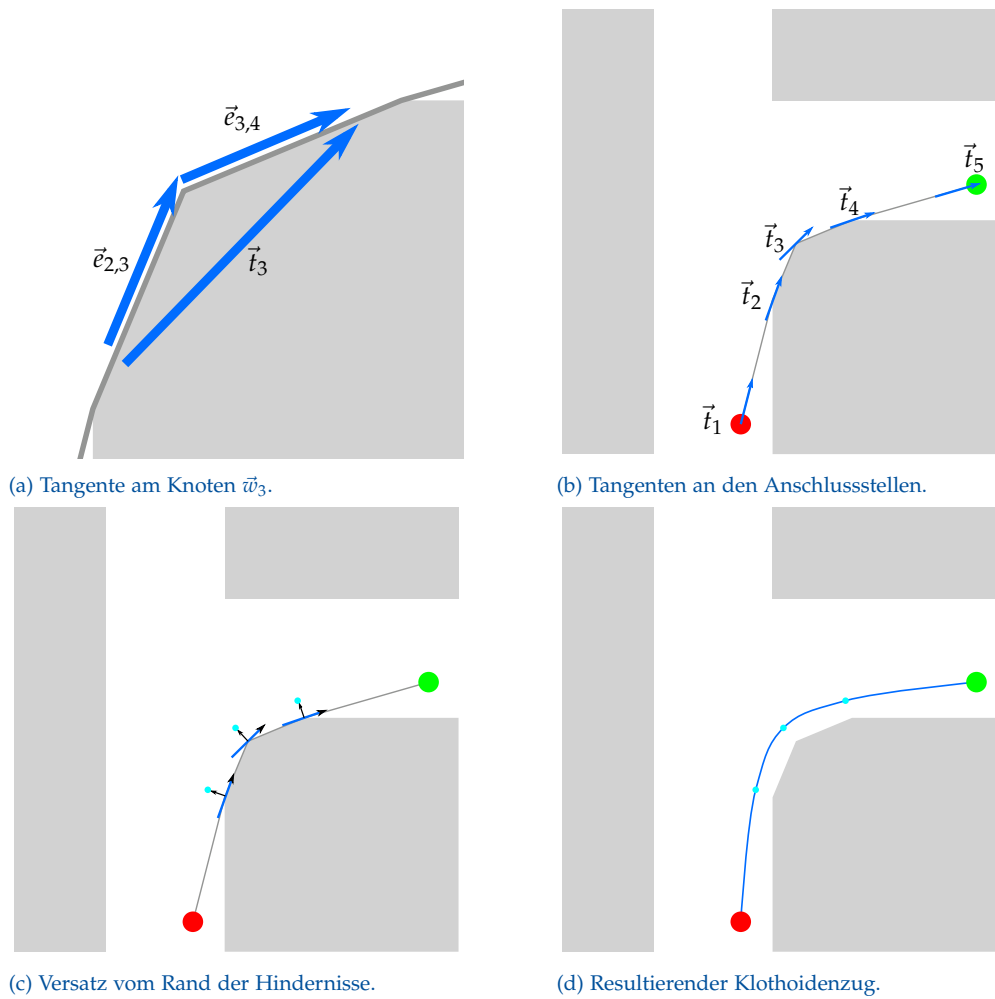 e⃗3,4
e⃗2,3
t⃗3
(a) Tangente am Knoten w⃗3.
t⃗5
t⃗4
t⃗3
t⃗2
t⃗1
(b) Tangenten an den Anschlussstellen.
(c) Versatz vom Rand der Hindernisse.
(d) Resultierender Klothoidenzug.